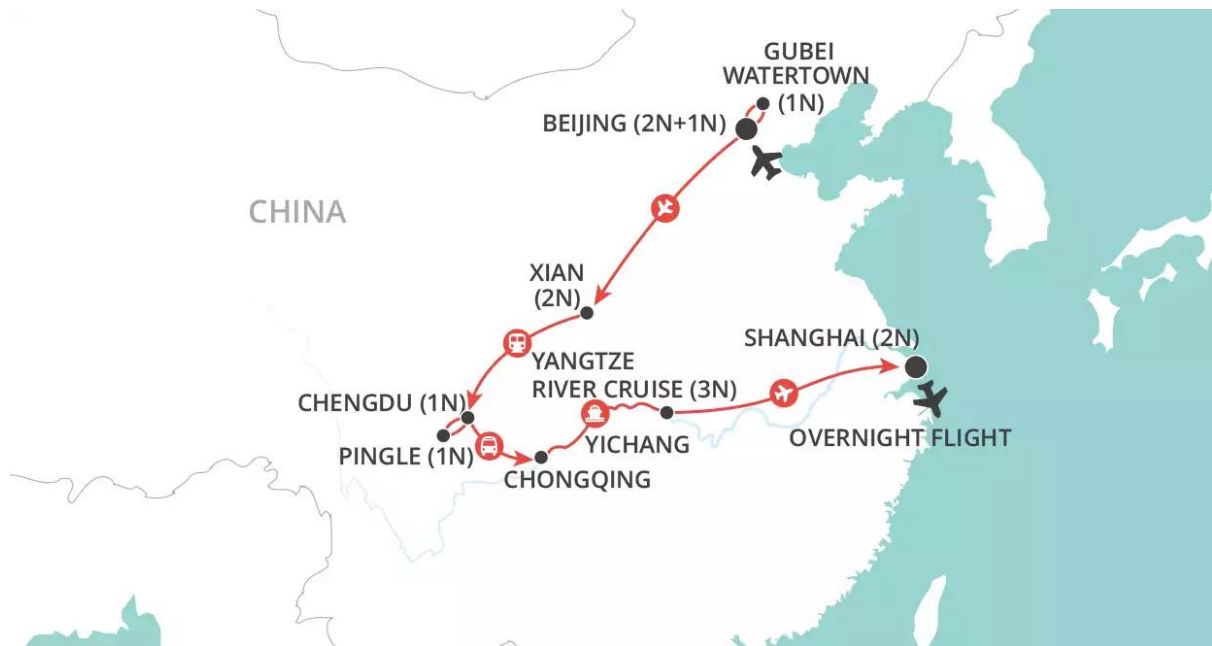 GUBEI
WATERTOWN
(1N)
BEIJING (2N+1N)
CHINA
XIAN
(2N)
SHANGHAI (2N)
YANGTZE
RIVER CRUISE (3N)
CHENGDU (1N)
PINGLE (1N)
YICHANG
OVERNIGHT FLIGHT
CHONGQING